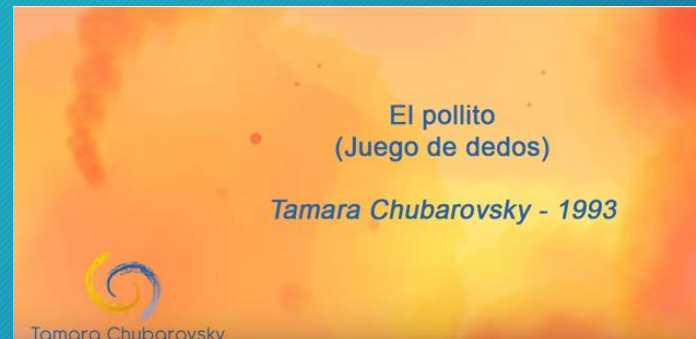 El pollito
(Juego de dedos)
Tamara Chubarovsky - 1993
Tamara Chubarovsky